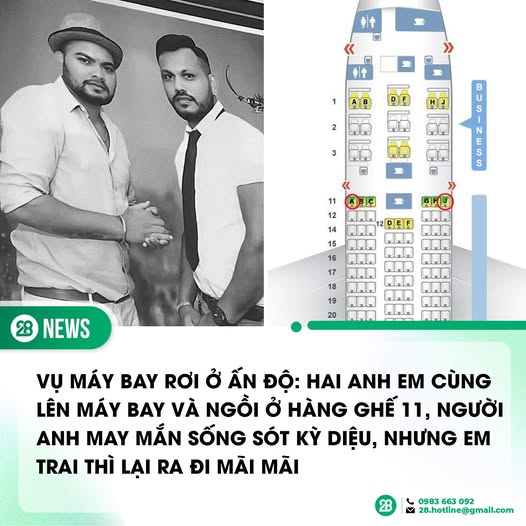 1
2
3
11
12
14
15
16
17
18
19
20
A B
D F
H J
A B C
D E F
BUSINESS
28 NEWS
VỤ MÁY BAY RƠI Ở ẤN ĐỘ: HAI ANH EM CÙNG
LÊN MÁY BAY VÀ NGỒI Ở HÀNG GHẾ 11, NGƯỜI
ANH MAY MẮN SỐNG SÓT KỲ DIỆU, NHƯNG EM
TRAI THÌ LẠI RA ĐI MÃI MÃI
28
0983 663 092
28.hotline@gmail.com